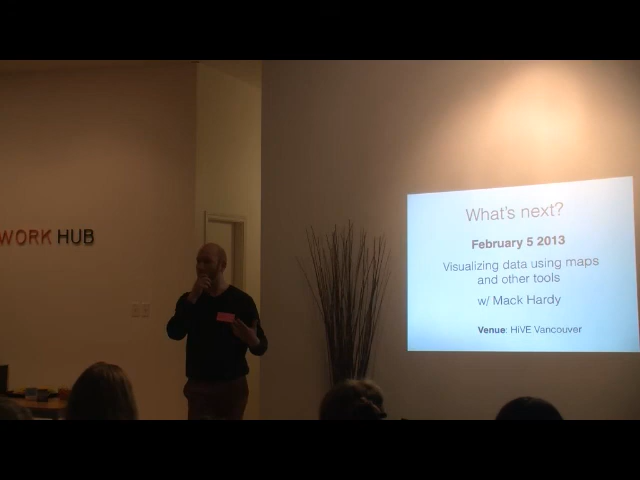 WORK HUB
What's next?
February 5 2013
Visualizing data using maps
and other tools
w/ Mack Hardy
Venue: HiVE Vancouver